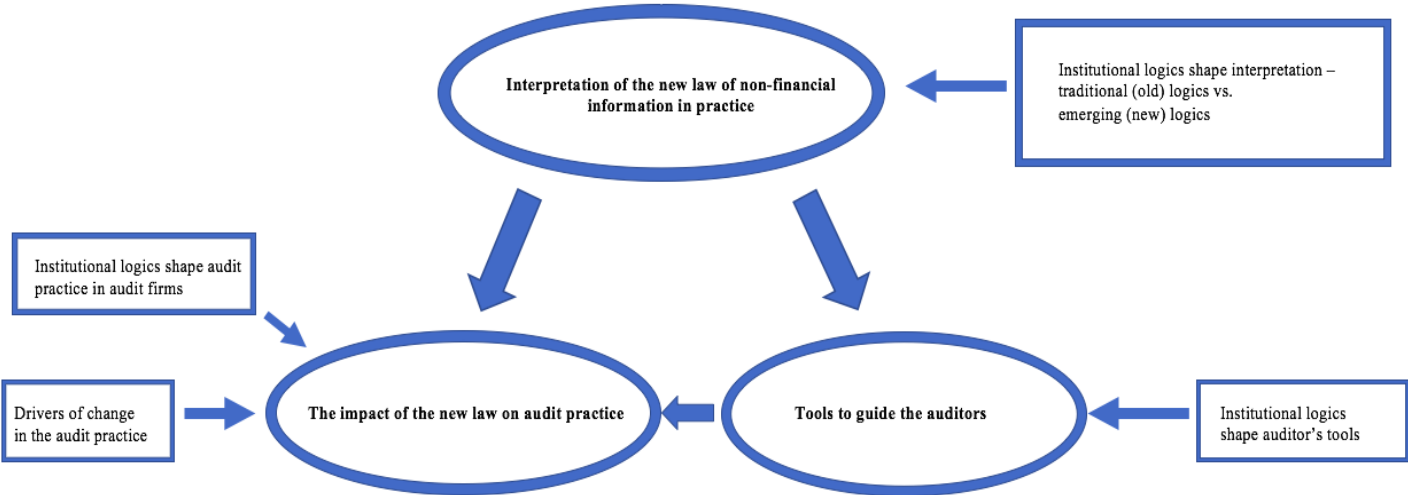 Interpretation of the new law of non-financial
information in practice
Institutional logics shape interpretation –
traditional (old) logics vs.
emerging (new) logics
Institutional logics shape audit
practice in audit firms
Drivers of change
in the audit practice
The impact of the new law on audit practice
Tools to guide the auditors
Institutional logics
shape auditor’s tools